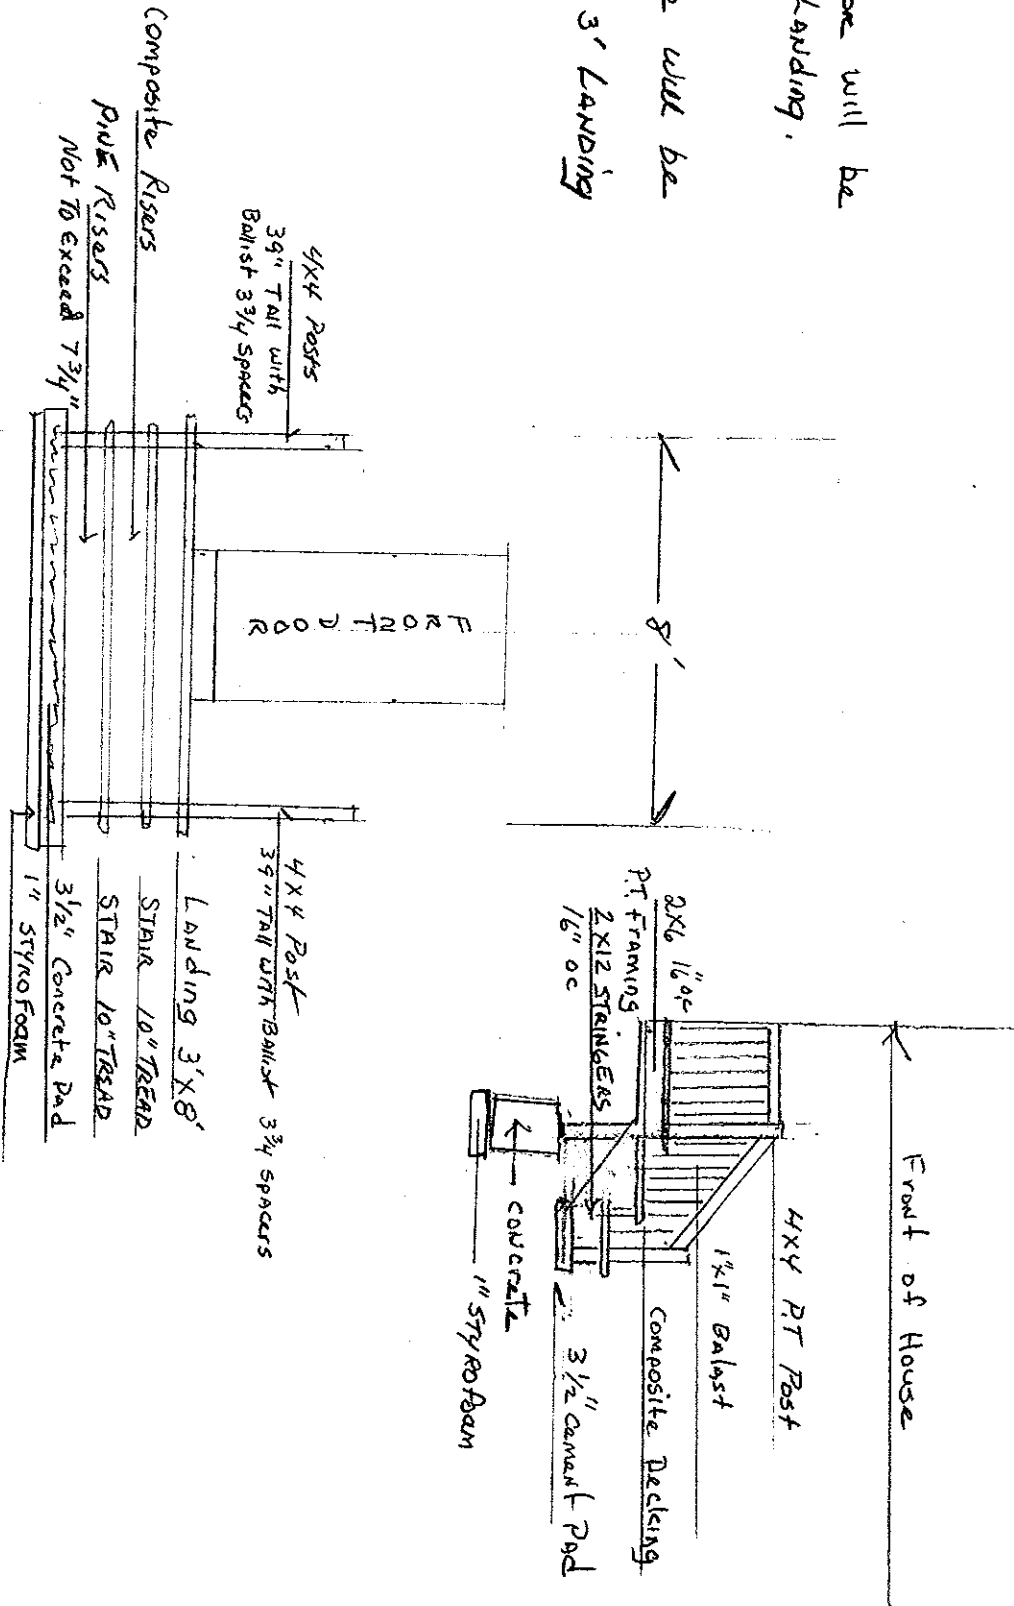 or will be
LANDING.
e will be
3' LANDING
Front of House
4x4 P.T Post
1"x1" Balast
Composite Decking
3 1/2" Cement Pad
1" STYROfoam
CONCRETE
2x6 16" o,c
P.T. Framing
2x12 STRINGERS
16" oc
8'
FRONT DOOR
4x4 Posts
39" TAll with
Ballist 3 3/4 SPACERS
Composite Risers
PINE Risers
Not To Exceed 7 3/4"
4x4 Post
39" TAll with BAllist 3 3/4 SPACERS
LANding 3'X8'
STAIR 10" TREAD
STAIR 10" TREAD
3 1/2" Concrete Pad
1" STYROFoam